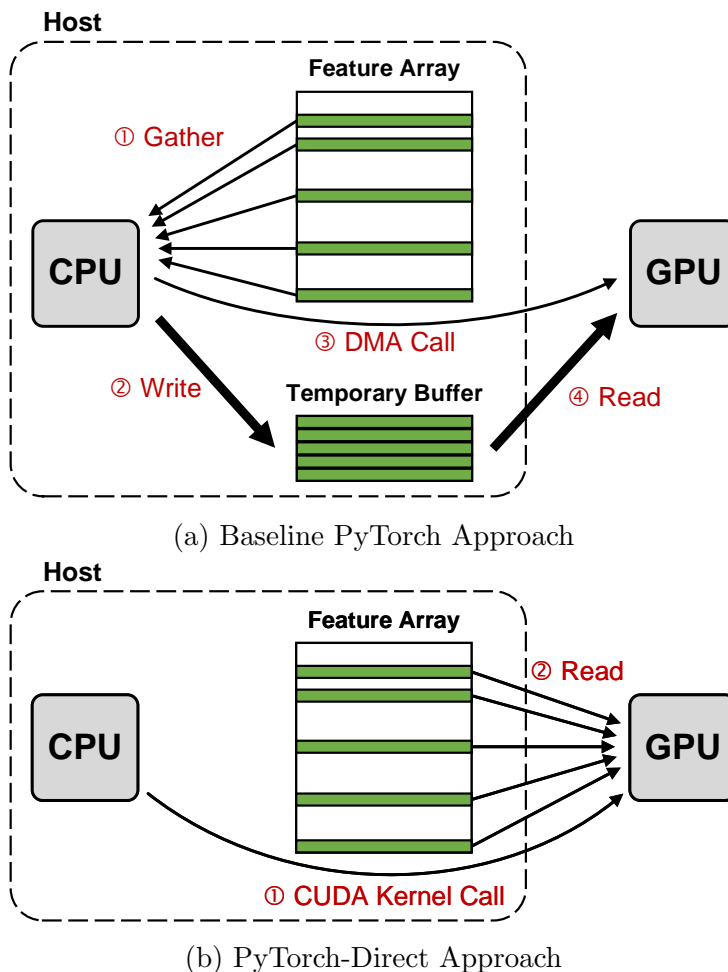 Host
Feature Array
① Gather
CPU
GPU
③ DMA Call
② Write
Temporary Buffer
④ Read
(a) Baseline PyTorch Approach
Host
Feature Array
② Read
CPU
GPU
① CUDA Kernel Call
(b) PyTorch-Direct Approach